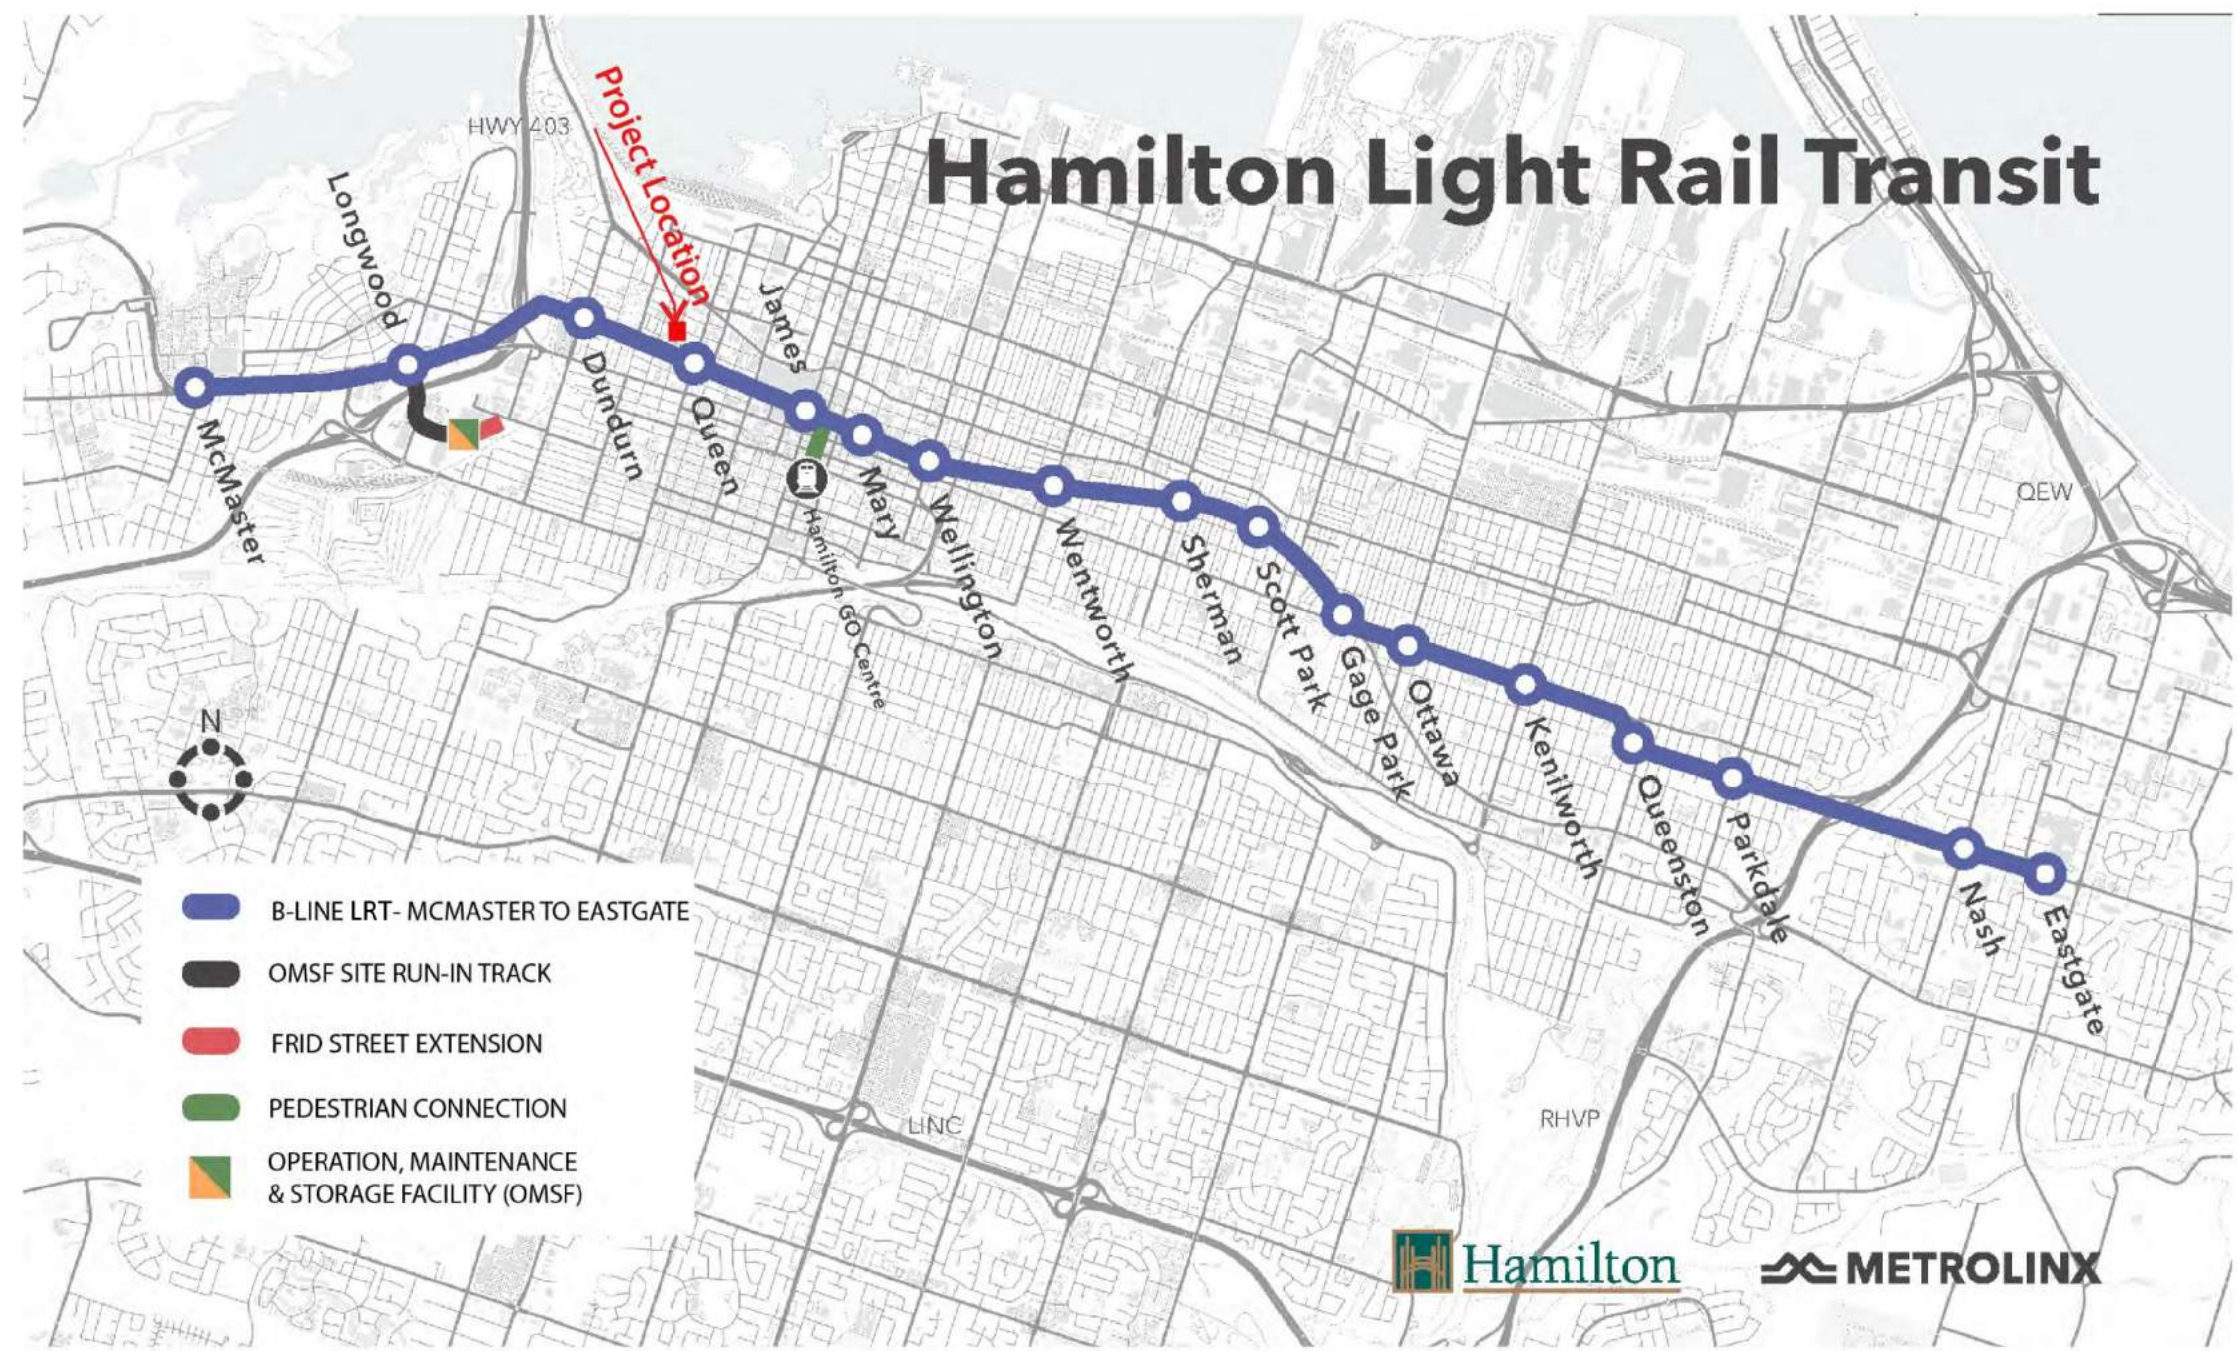 Hamilton Light Rail Transit
HWY 403
Project Location
Longwood
James
McMaster
Dundurn
Queen
Hamilton GO Centre
Mary
Wellington
Wentworth
Sherman
Scott Park
Gage Park
Ottawa
Kenilworth
Queenston
Parkdale
Nash
Eastgate
QEW
N
LINC
RHVP
B-LINE LRT- MCMASTER TO EASTGATE
OMSF SITE RUN-IN TRACK
FRID STREET EXTENSION
PEDESTRIAN CONNECTION
OPERATION, MAINTENANCE
& STORAGE FACILITY (OMSF)
Hamilton
METROLINX